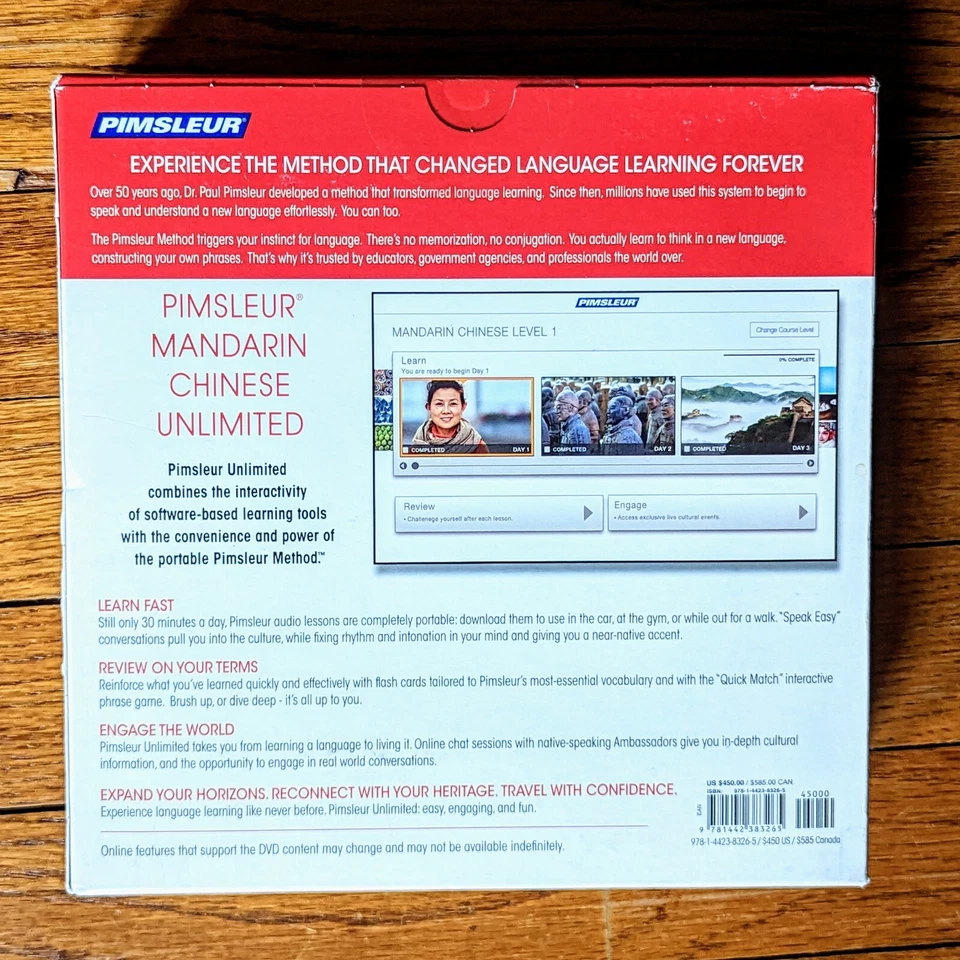 PIMSLEUR®
EXPERIENCE THE METHOD THAT CHANGED LANGUAGE LEARNING FOREVER
Over 50 years ago, Dr. Paul Pimsleur developed a method that transformed language learning. Since then, millions have used this system to begin to
speak and understand a new language effortlessly. You can too.
The Pimsleur Method triggers your instinct for language. There's no memorization, no conjugation. You actually learn to think in a new language,
constructing your own phrases. That's why it's trusted by educators, government agencies, and professionals the world over.
PIMSLEUR®
MANDARIN
CHINESE
UNLIMITED
Pimsleur Unlimited
combines the interactivity
of software-based learning tools
with the convenience and power of
the portable Pimsleur Method.™
PIMSLEUR
MANDARIN CHINESE LEVEL 1
Change Course Level
Learn
0% COMPLETE
You are ready to begin Day 1
COMPLETED DAY 1
COMPLETED DAY 2
COMPLETED DAY 3
Review
• Challenege yourself after each lesson.
Engage
• Access exclusive live cultural events.
LEARN FAST
Still only 30 minutes a day, Pimsleur audio lessons are completely portable: download them to use in the car, at the gym, or while out for a walk. "Speak Easy"
conversations pull you into the culture, while fixing rhythm and intonation in your mind and giving you a near-native accent.
REVIEW ON YOUR TERMS
Reinforce what you've learned quickly and effectively with flash cards tailored to Pimsleur's most-essential vocabulary and with the "Quick Match" interactive
phrase game. Brush up, or dive deep - it's all up to you.
ENGAGE THE WORLD
Pimsleur Unlimited takes you from learning a language to living it. Online chat sessions with native-speaking Ambassadors give you in-depth cultural
information, and the opportunity to engage in real world conversations.
EXPAND YOUR HORIZONS. RECONNECT WITH YOUR HERITAGE. TRAVEL WITH CONFIDENCE.
Experience language learning like never before. Pimsleur Unlimited: easy, engaging, and fun.
Online features that support the DVD content may change and may not be available indefinitely.
US $450.00 / $585.00 CAN
ISBN: 978-1-4423-8326-5
45000
EAN
9 781442 383265
978-1-4423-8326-5 / $450 US / $585 Canada